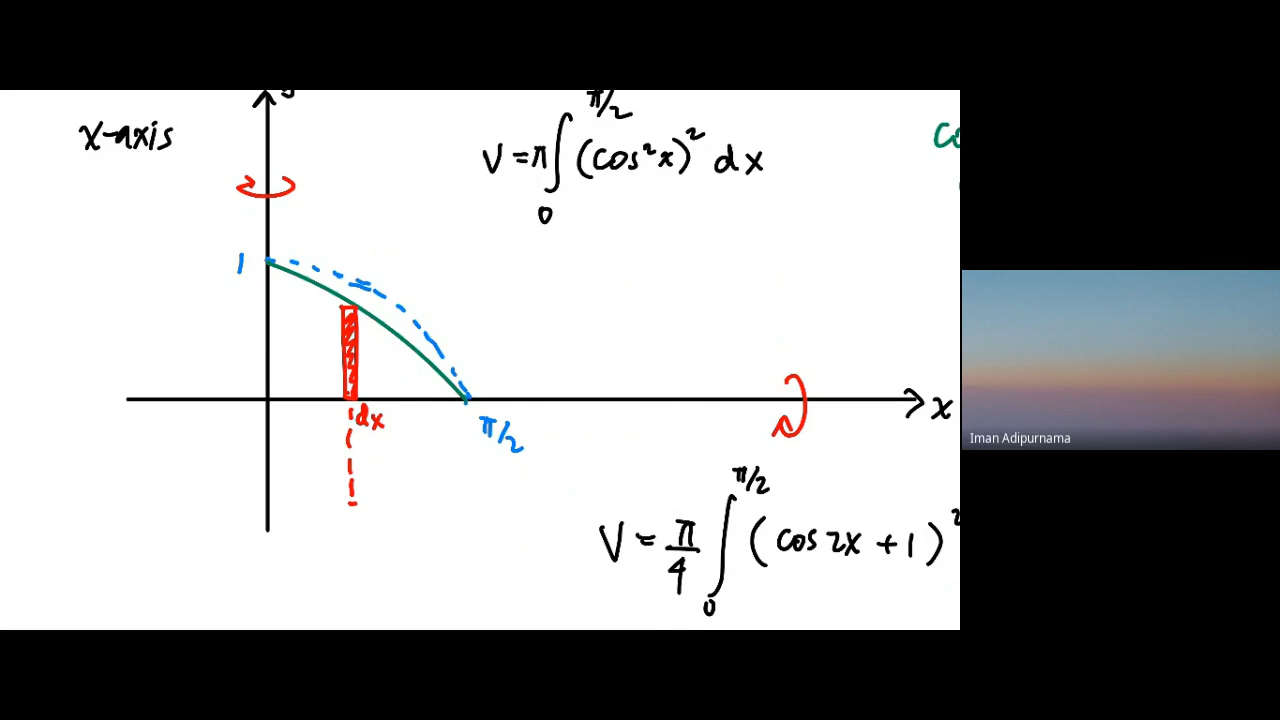 x-axis
V = π ∫₀^(π/2) (cos²x)² dx
1
dx
π/2
x
V = π/4 ∫₀^(π/2) (cos 2x + 1)²
Iman Adipurnama